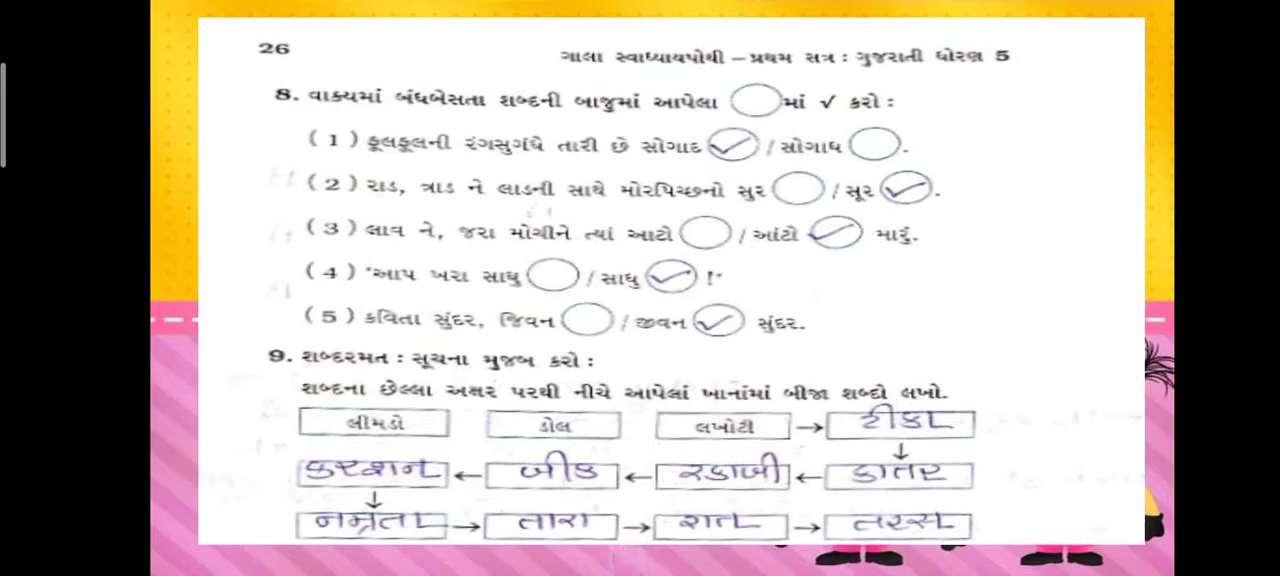 26
ગાલા સ્વાધ્યાયપોથી – પ્રથમ સત્ર : ગુજરાતી ધોરણ 5
8. વાક્યમાં બંધબેસતા શબ્દની બાજુમાં આપેલા ◯ માં √ કરો :
(1) ફૂલફૂલની રંગસુગંધે તારી છે સોગાદ ✓ / સોગાધ ◯.
(2) રાડ, ત્રાડ ને લાડની સાથે મોરપિચ્છનો સુર ◯ / સૂર ✓.
(3) લાવ ને, જરા મોચીને ત્યાં આટો ◯ / આંટો ✓ મારું.
(4) 'આપ ખરા સાઘુ ◯ / સાધુ ✓ !'
(5) કવિતા સુંદર, જિવન ◯ / જીવન ✓ સુંદર.
9. શબ્દરમત : સૂચના મુજબ કરો :
શબ્દના છેલ્લા અક્ષર પરથી નીચે આપેલાં ખાનાંમાં બીજા શબ્દો લખો.
લીમડો ડોલ લખોટી → ટીકા
↓
કરશન ← બીક ← રકાબી ← કાતર
↓
નમ્રતા → તારા → રાત → તરસ